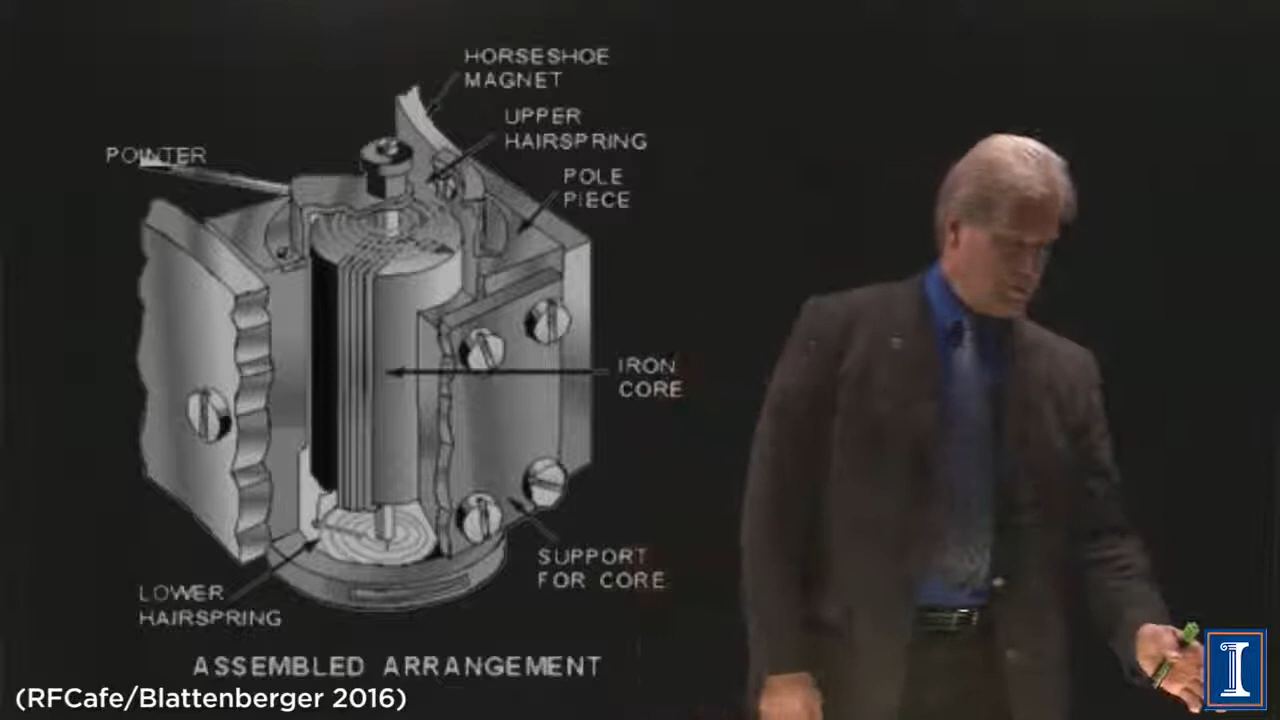 HORSESHOE
MAGNET
UPPER
HAIRSPRING
POINTER
POLE
PIECE
IRON
CORE
SUPPORT
FOR CORE
LOWER
HAIRSPRING
ASSEMBLED ARRANGEMENT
(RFCafe/Blattenberger 2016)
I